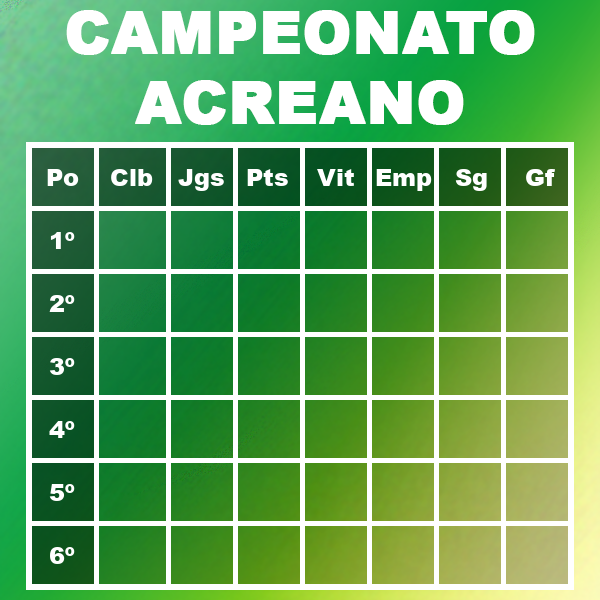 CAMPEONATO
ACREANO
Po Clb Jgs Pts Vit Emp Sg Gf
1º
2º
3º
4º
5º
6º